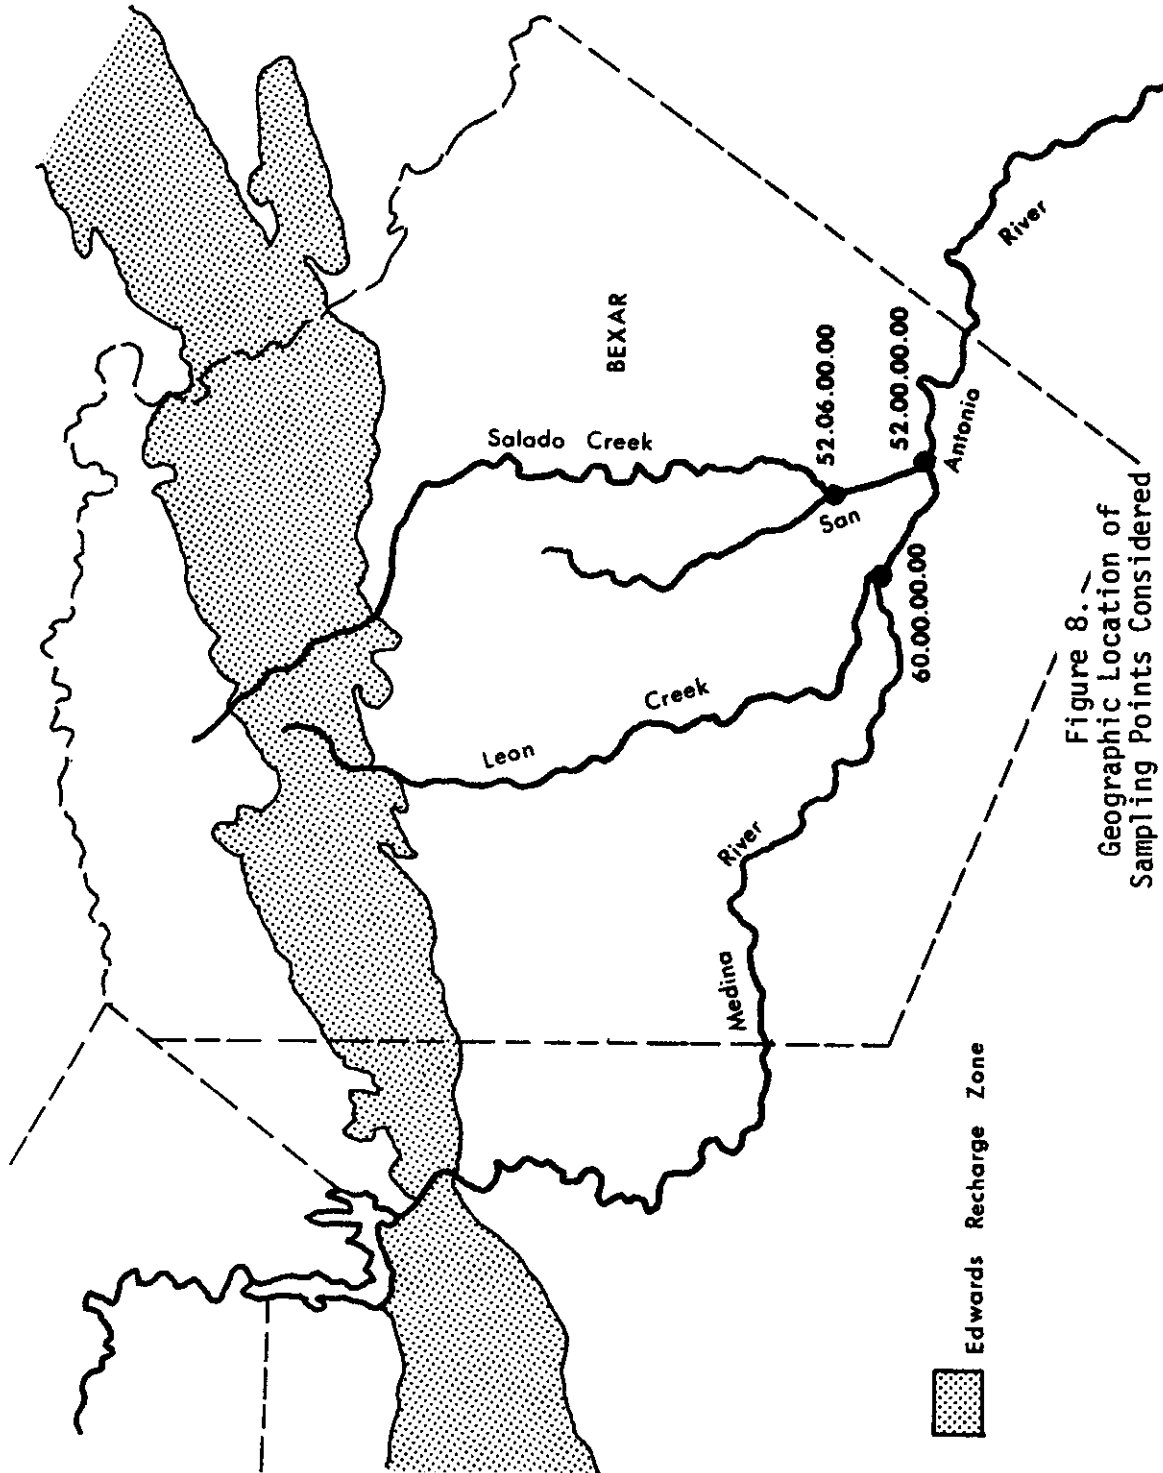 BEXAR
Salado Creek
52.06.00.00
52.00.00.00
San
Antonio
River
60.00.00.00
Leon
Creek
Medina
River
Edwards Recharge Zone
Figure 8.
Geographic Location of
Sampling Points Considered